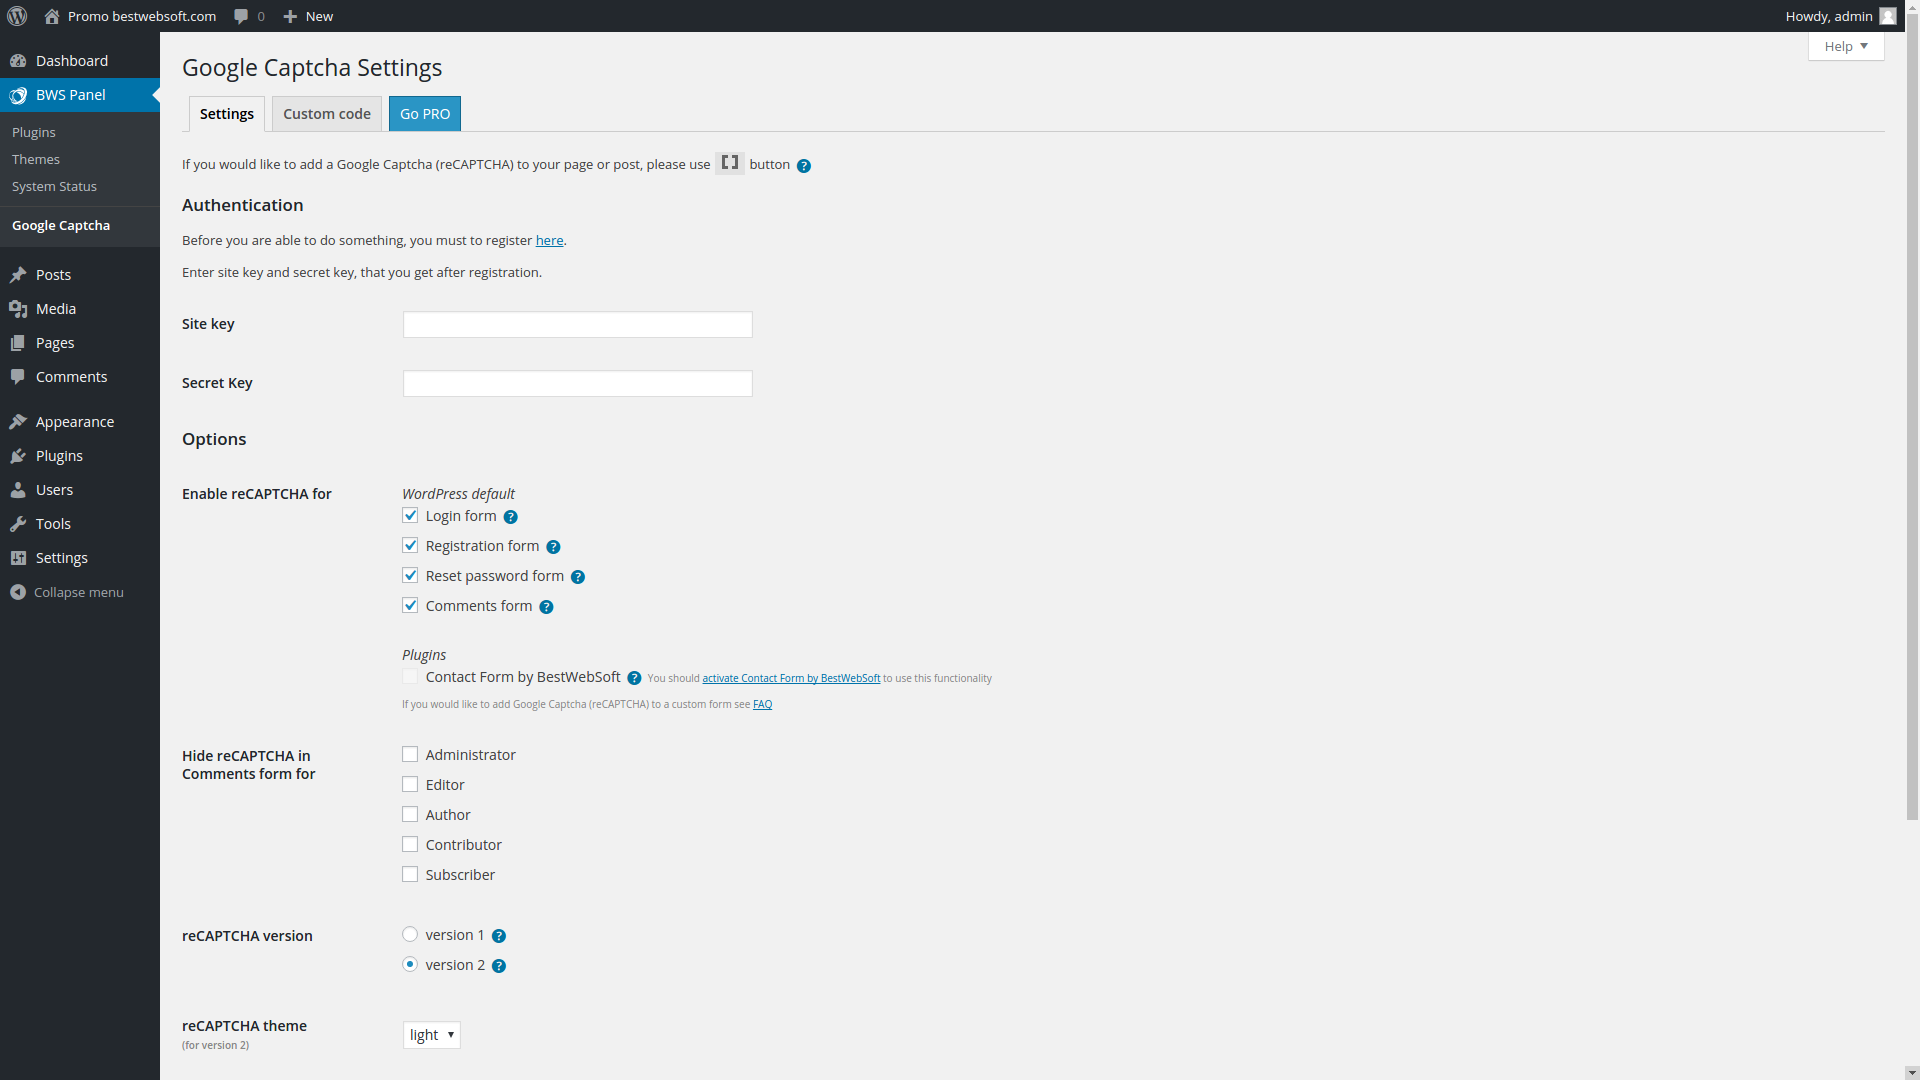 Promo bestwebsoft.com 0 New Howdy, admin
Help
Dashboard
BWS Panel
Plugins
Themes
System Status
Google Captcha
Posts
Media
Pages
Comments
Appearance
Plugins
Users
Tools
Settings
Collapse menu
Google Captcha Settings
Settings Custom code Go PRO
If you would like to add a Google Captcha (reCAPTCHA) to your page or post, please use [] button ?
Authentication
Before you are able to do something, you must to register here.
Enter site key and secret key, that you get after registration.
Site key
Secret Key
Options
Enable reCAPTCHA for
WordPress default
Login form ?
Registration form ?
Reset password form ?
Comments form ?
Plugins
Contact Form by BestWebSoft ? You should activate Contact Form by BestWebSoft to use this functionality
If you would like to add Google Captcha (reCAPTCHA) to a custom form see FAQ
Hide reCAPTCHA in
Comments form for
Administrator
Editor
Author
Contributor
Subscriber
reCAPTCHA version
version 1 ?
version 2 ?
reCAPTCHA theme
(for version 2)
light